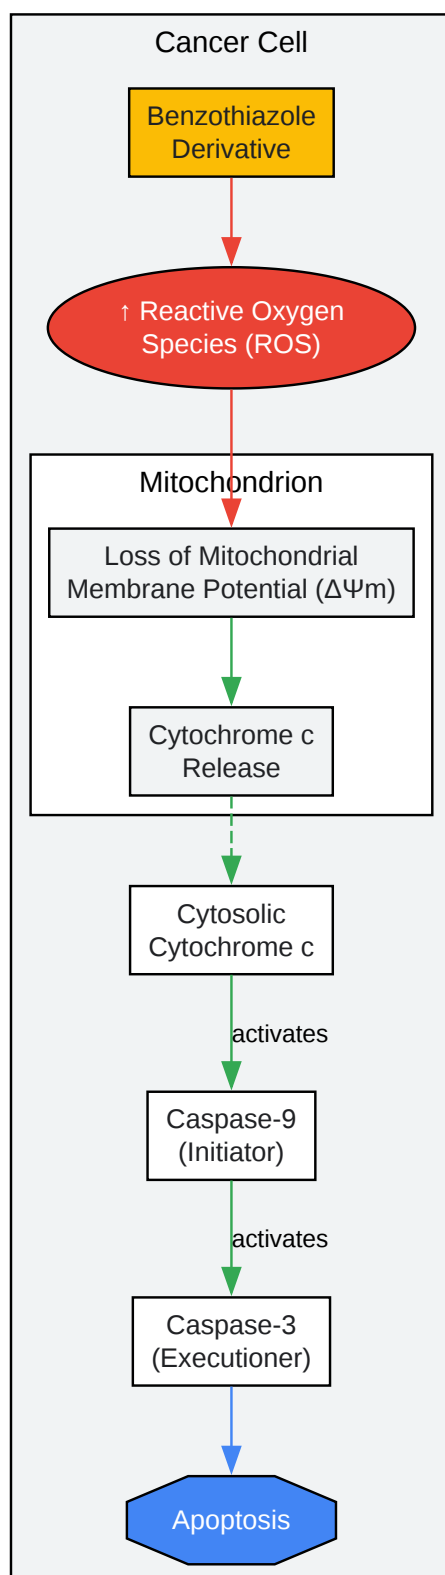 Cancer Cell
Benzothiazole
Derivative
↑ Reactive Oxygen
Species (ROS)
Mitochondrion
Loss of Mitochondrial
Membrane Potential (ΔΨm)
Cytochrome c
Release
Cytosolic
Cytochrome c
activates
Caspase-9
(Initiator)
activates
Caspase-3
(Executioner)
Apoptosis